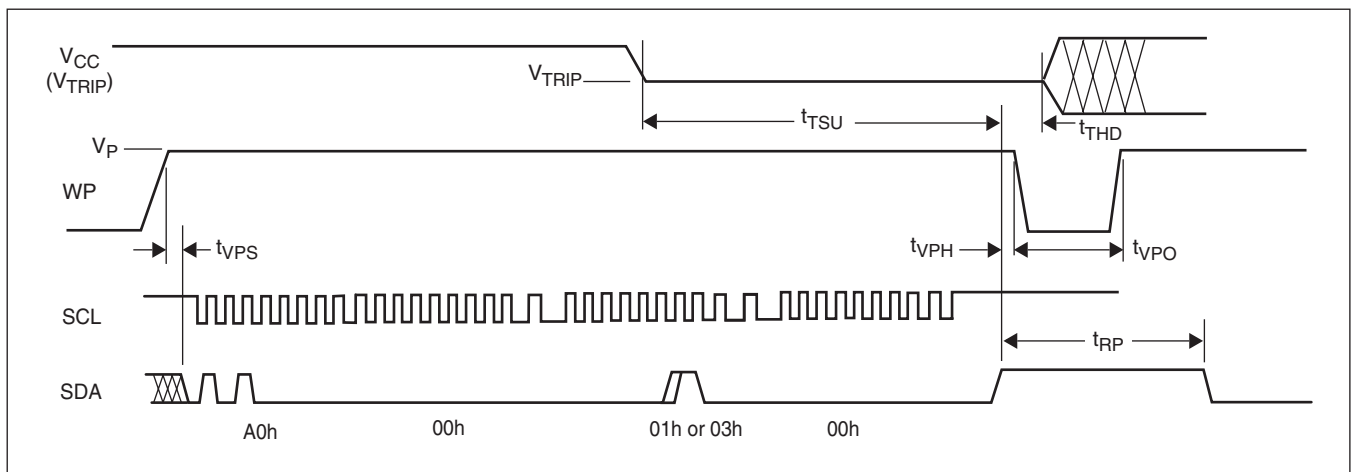 VCC
(VTRIP)
VTRIP
tTSU
tTHD
VP
WP
tVPS
tVPH
tVPO
SCL
tRP
SDA
A0h
00h
01h or 03h
00h